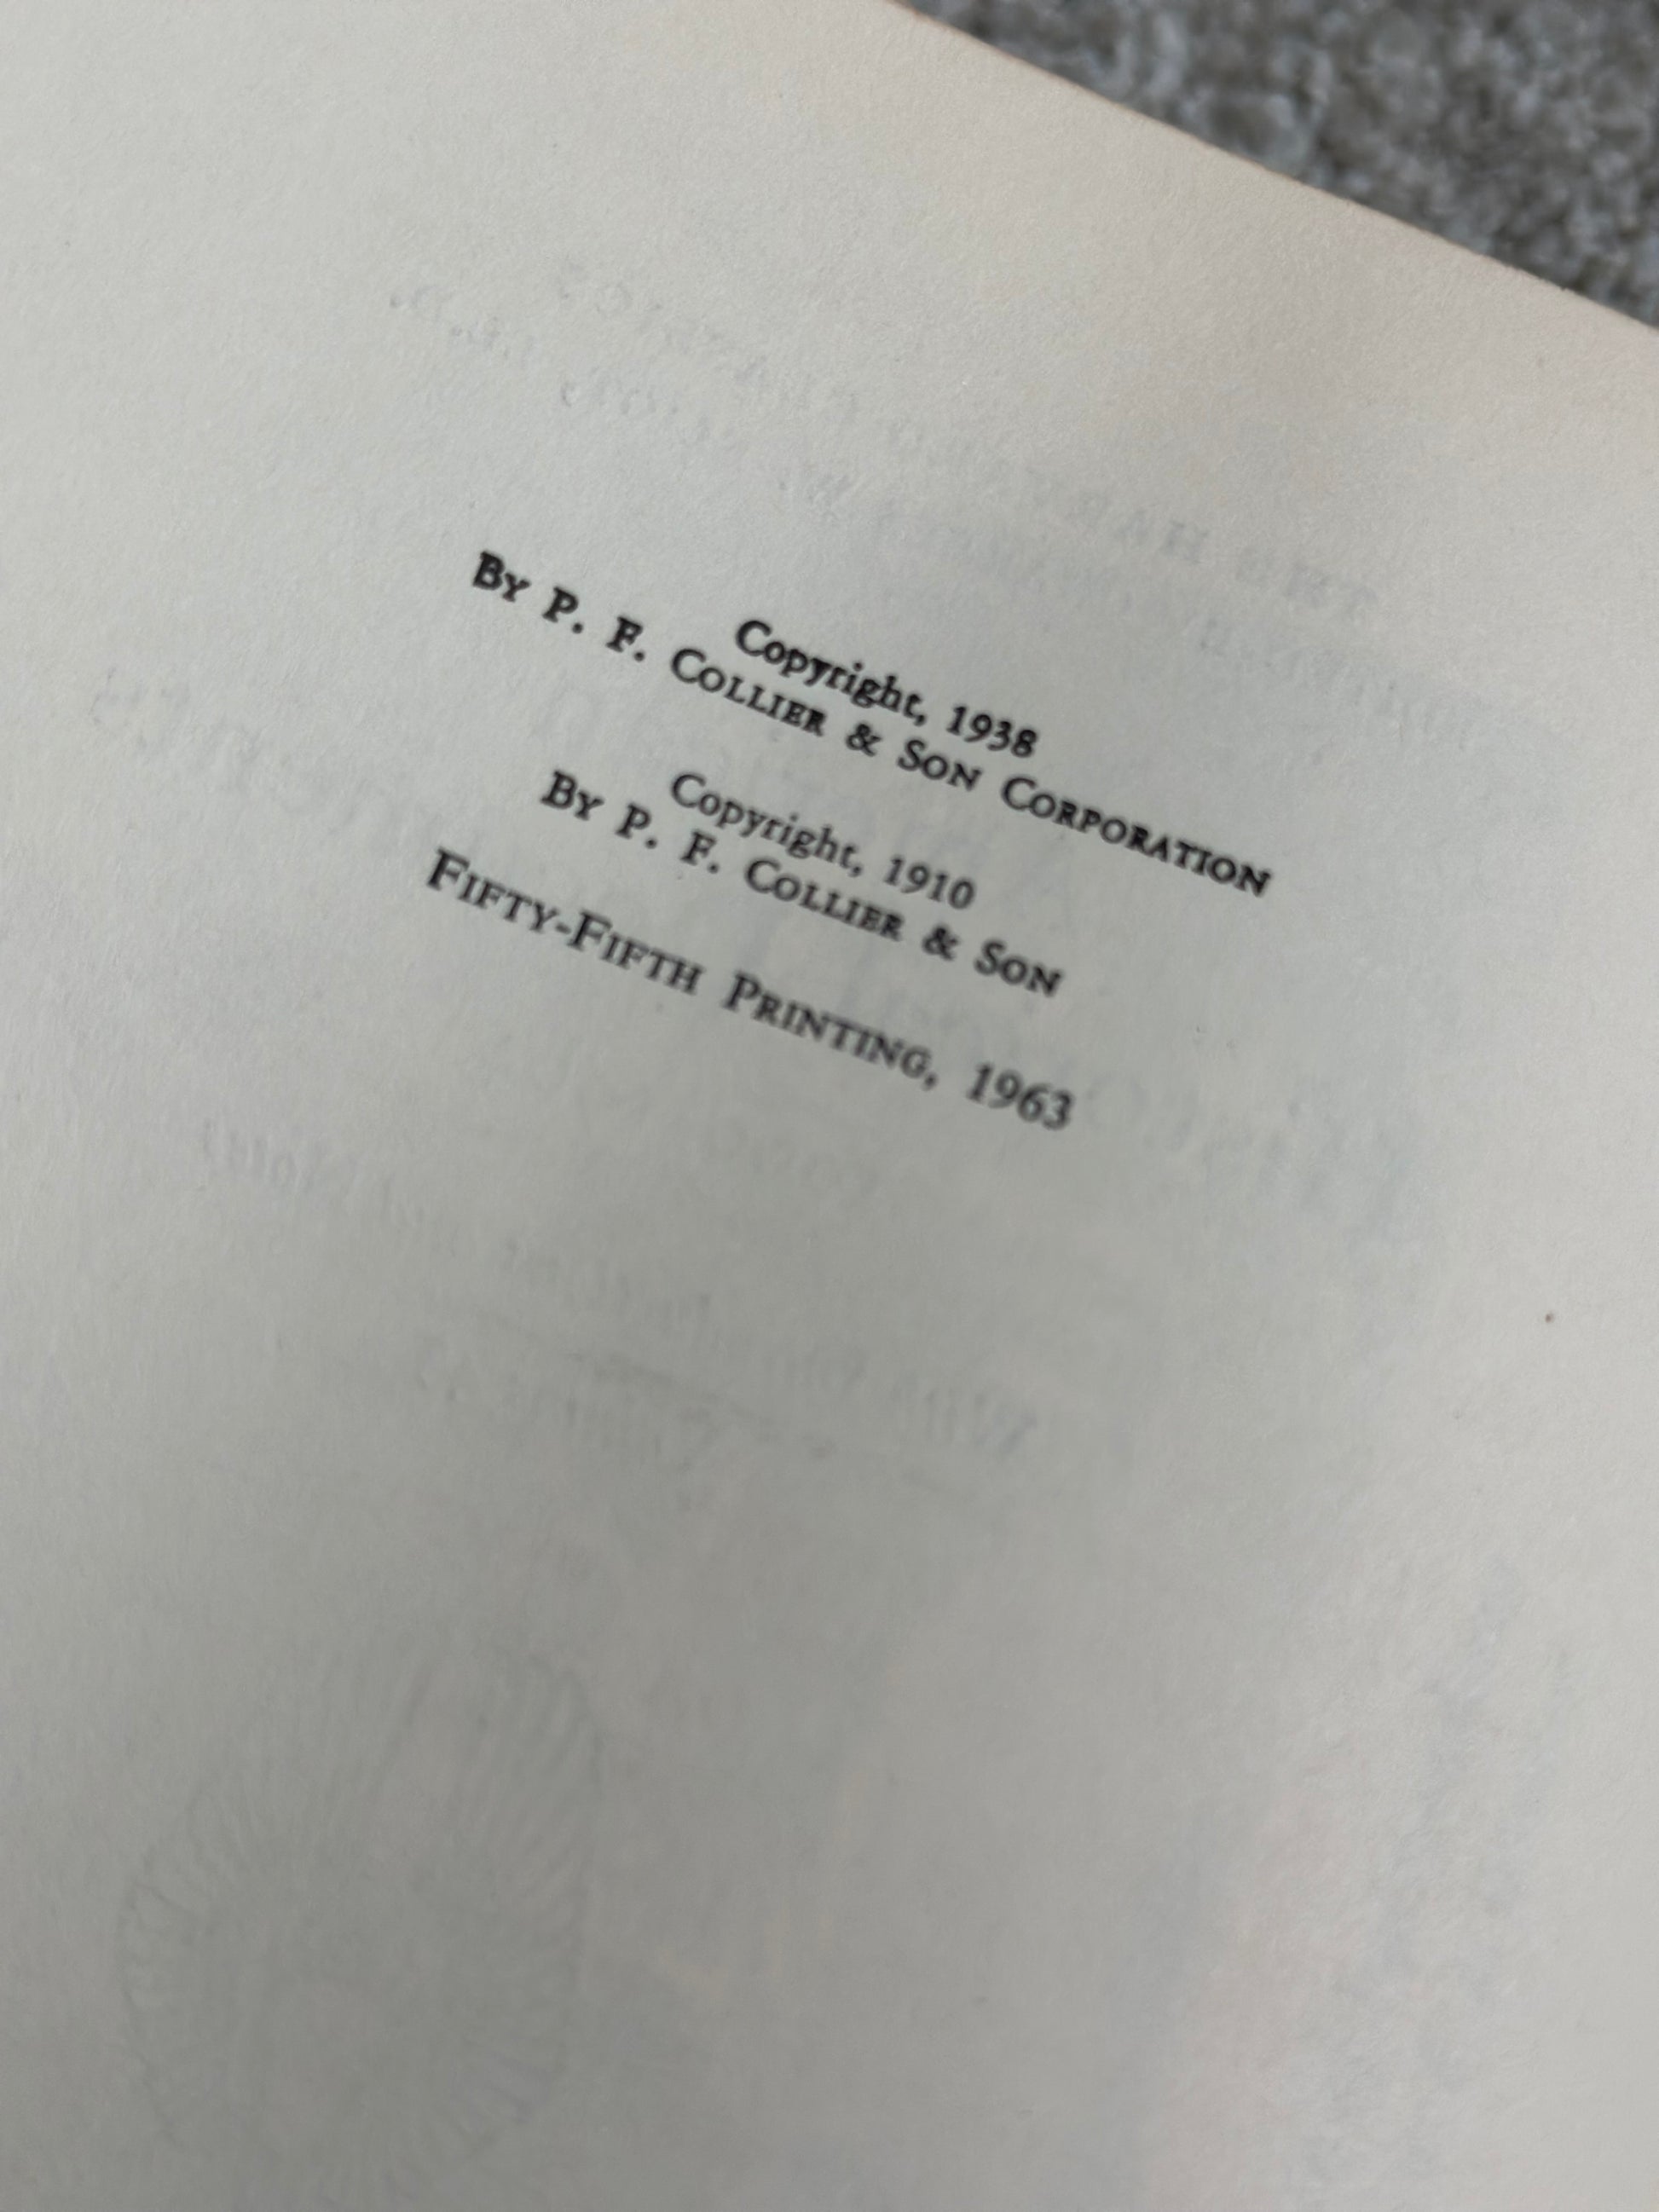 Copyright, 1938
By P. F. Collier & Son Corporation
Copyright, 1910
By P. F. Collier & Son
Fifty-Fifth Printing, 1963